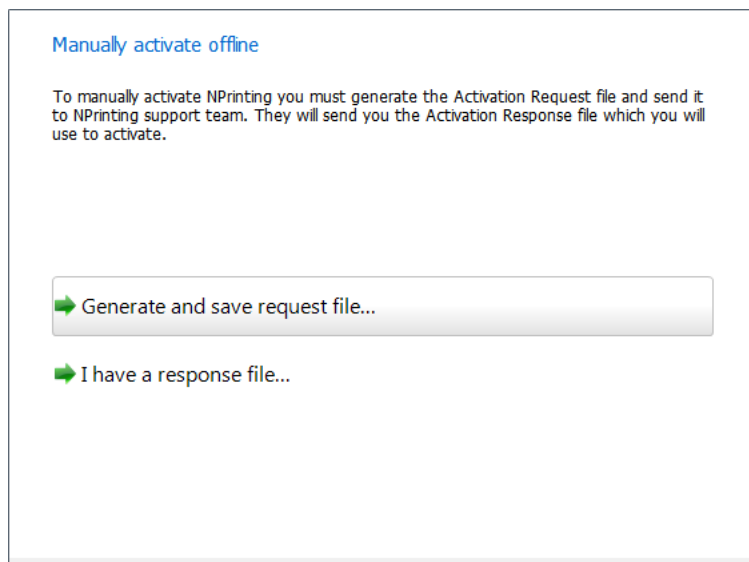 Manually activate offline
To manually activate NPrinting you must generate the Activation Request file and send it
to NPrinting support team. They will send you the Activation Response file which you will
use to activate.
Generate and save request file...
I have a response file...